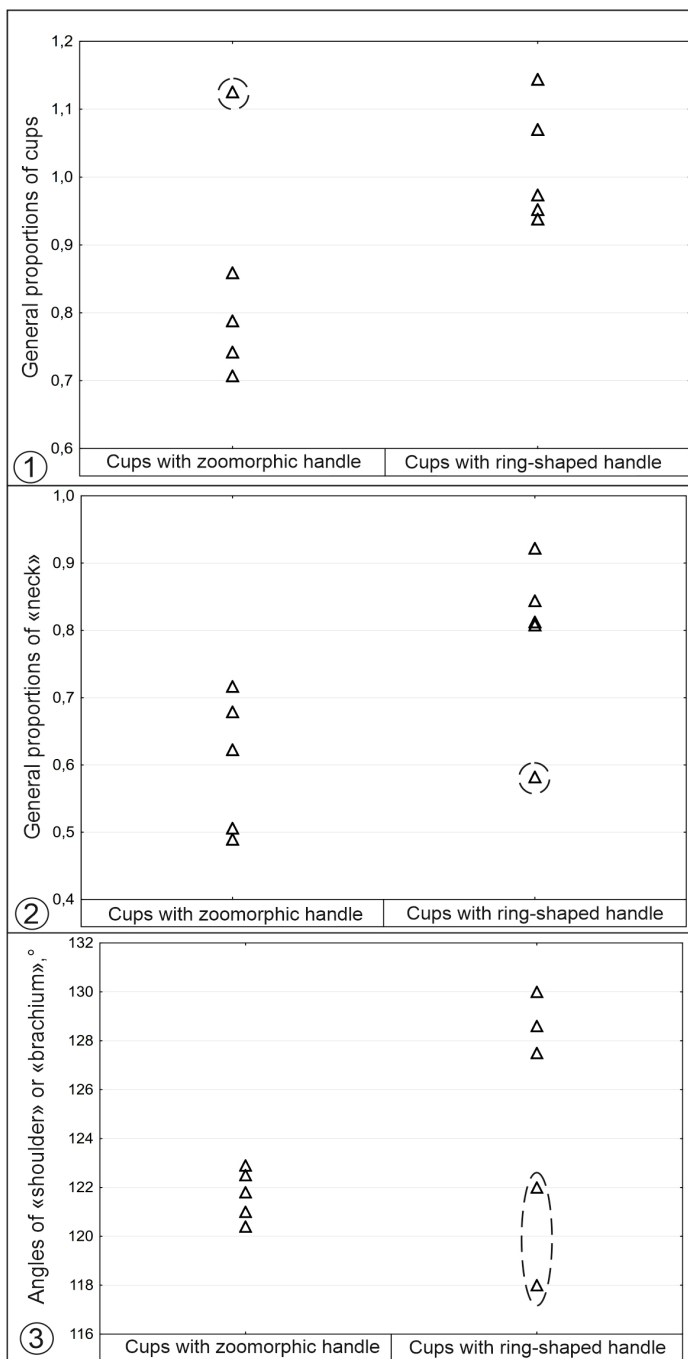 General proportions of cups
1,2
1,1
1,0
0,9
0,8
0,7
0,6
Cups with zoomorphic handle
Cups with ring-shaped handle
1
General proportions of «neck»
1,0
0,9
0,8
0,7
0,6
0,5
0,4
Cups with zoomorphic handle
Cups with ring-shaped handle
2
Angles of «shoulder» or «brachium»,°
132
130
128
126
124
122
120
118
116
Cups with zoomorphic handle
Cups with ring-shaped handle
3